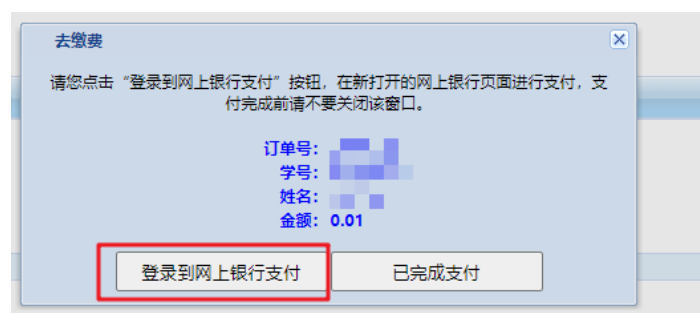 去缴费
请您点击“登录到网上银行支付”按钮，在新打开的网上银行页面进行支付，支
付完成前请不要关闭该窗口。
订单号：
学号：
姓名：
金额：0.01
登录到网上银行支付 已完成支付